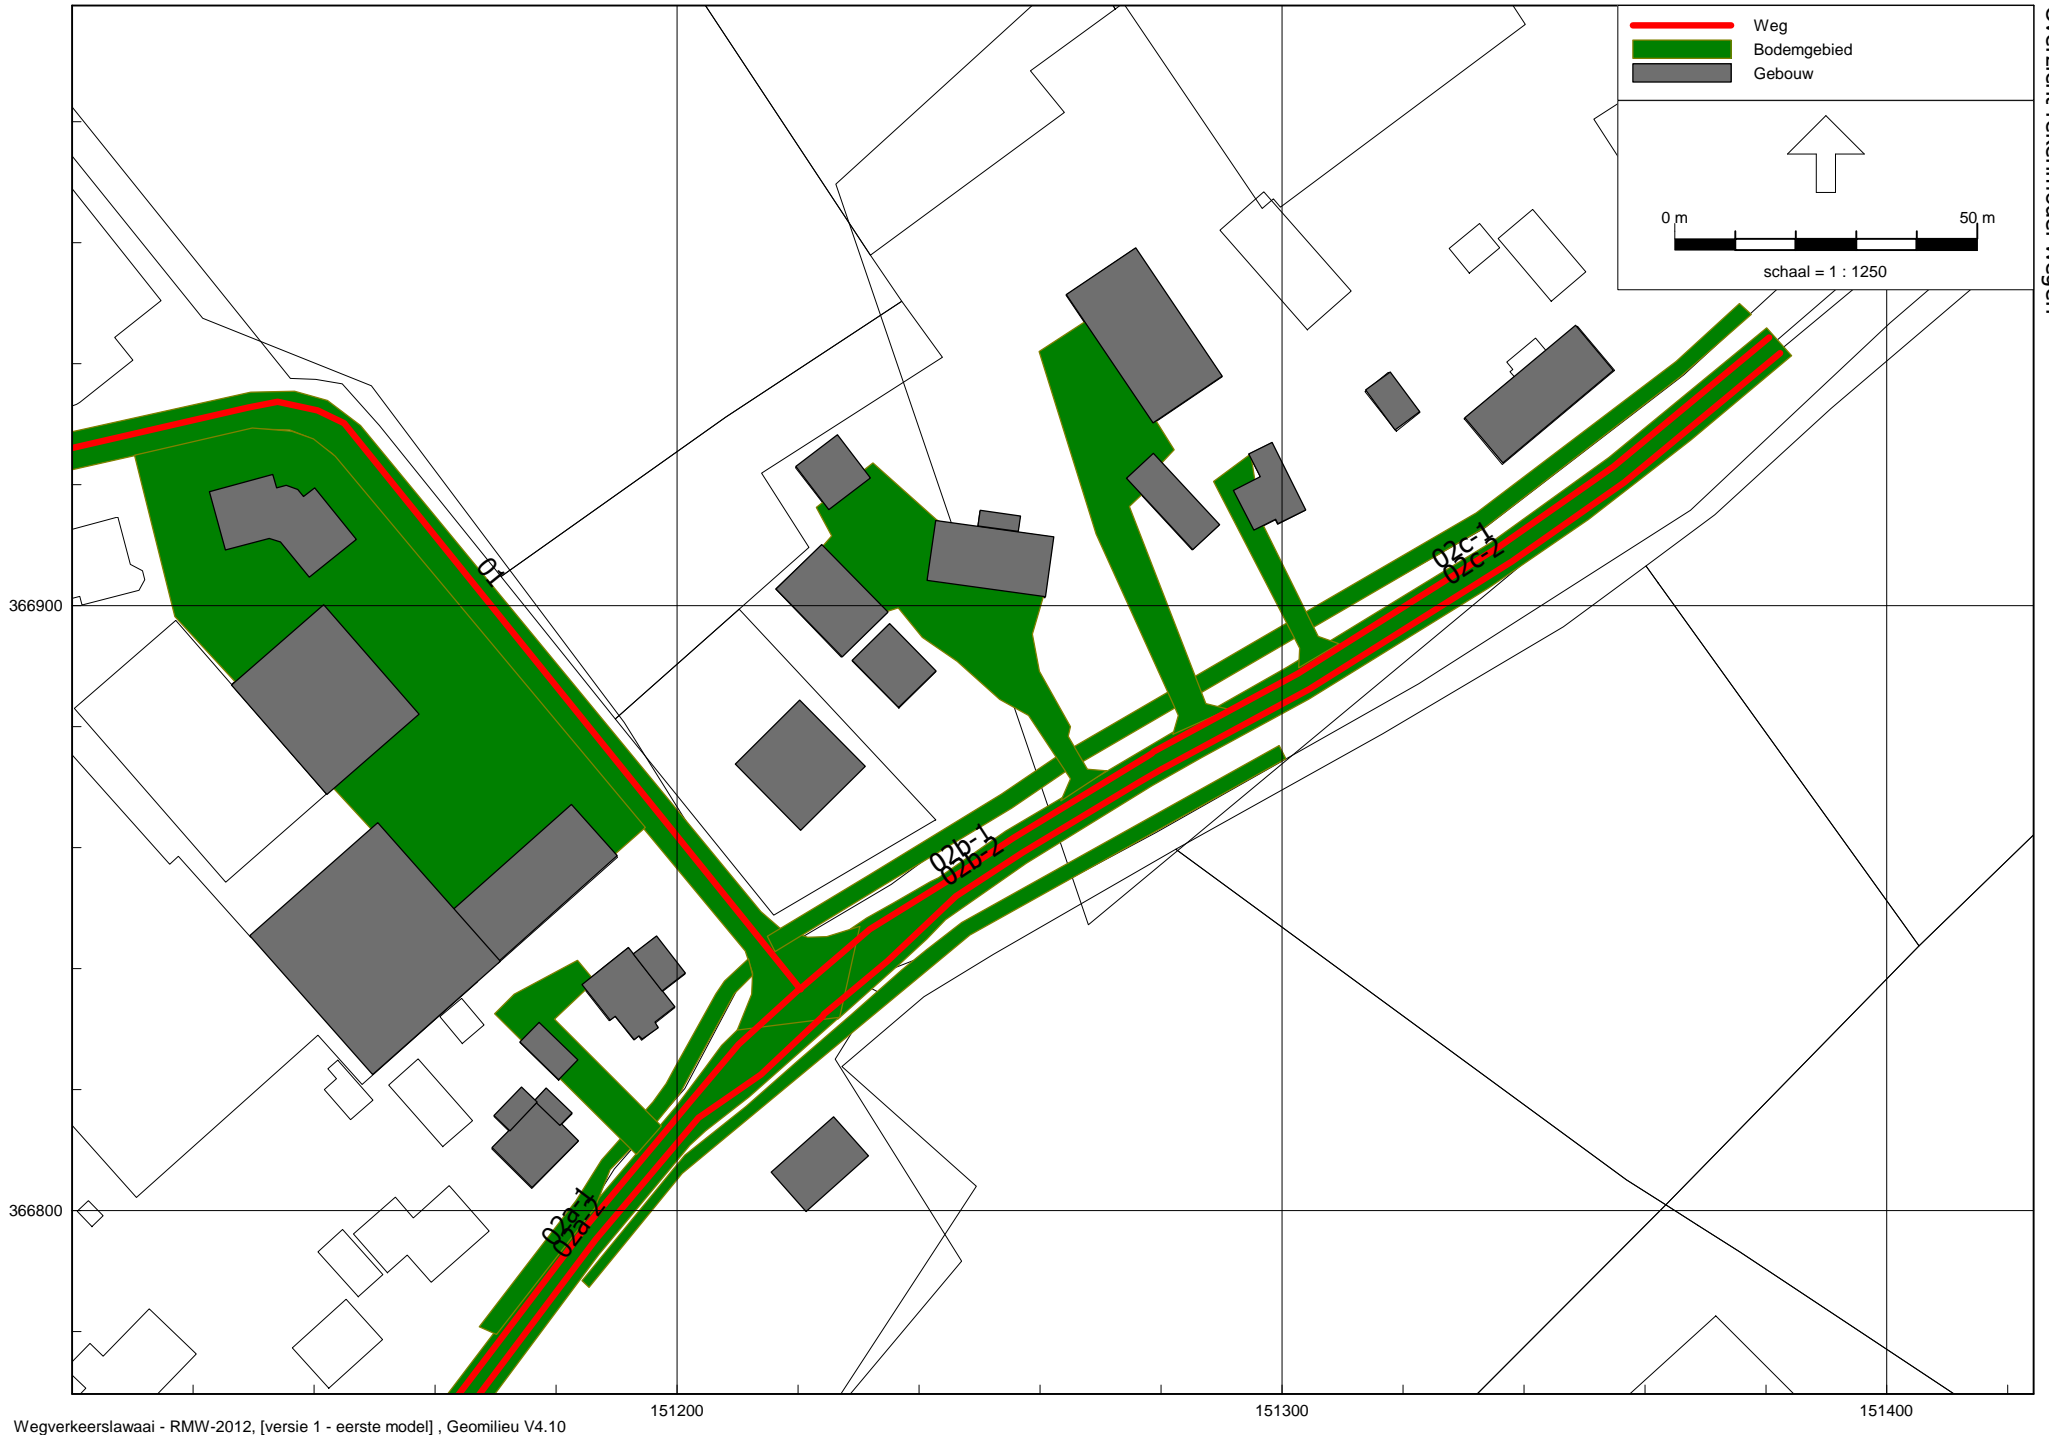 Weg
Bodemgebied
Gebouw
0 m 50 m
schaal = 1 : 1250
01
02c-1
02c-2
366900
02b-1
02b-2
366800
02a-1
02a-2
151200 151300 151400
Wegverkeerslawaai - RMW-2012, [versie 1 - eerste model] , Geomilieu V4.10